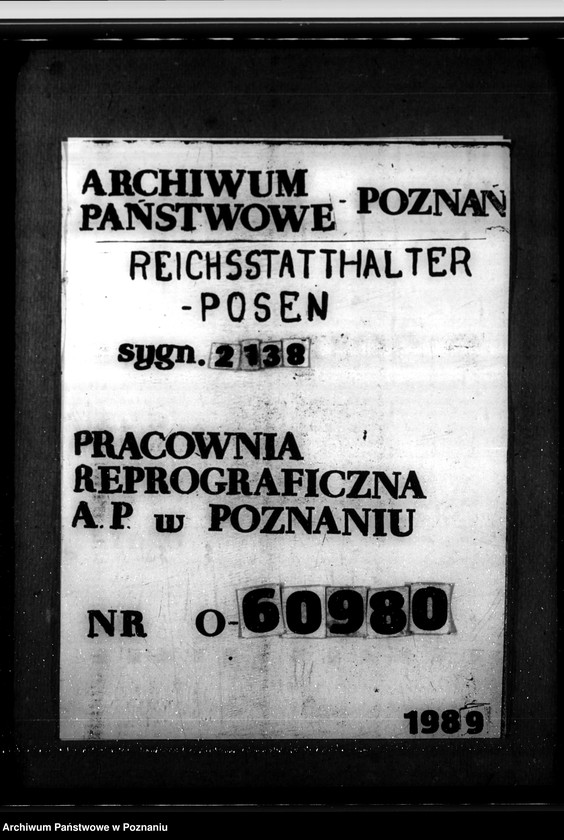 ARCHIWUM
PAŃSTWOWE - POZNAŃ
REICHSSTATTHALTER
-POSEN
sygn. 2138
PRACOWNIA
REPROGRAFICZNA
A.P. w POZNANIU
NR O-60980
1989
Archiwum Państwowe w Poznaniu